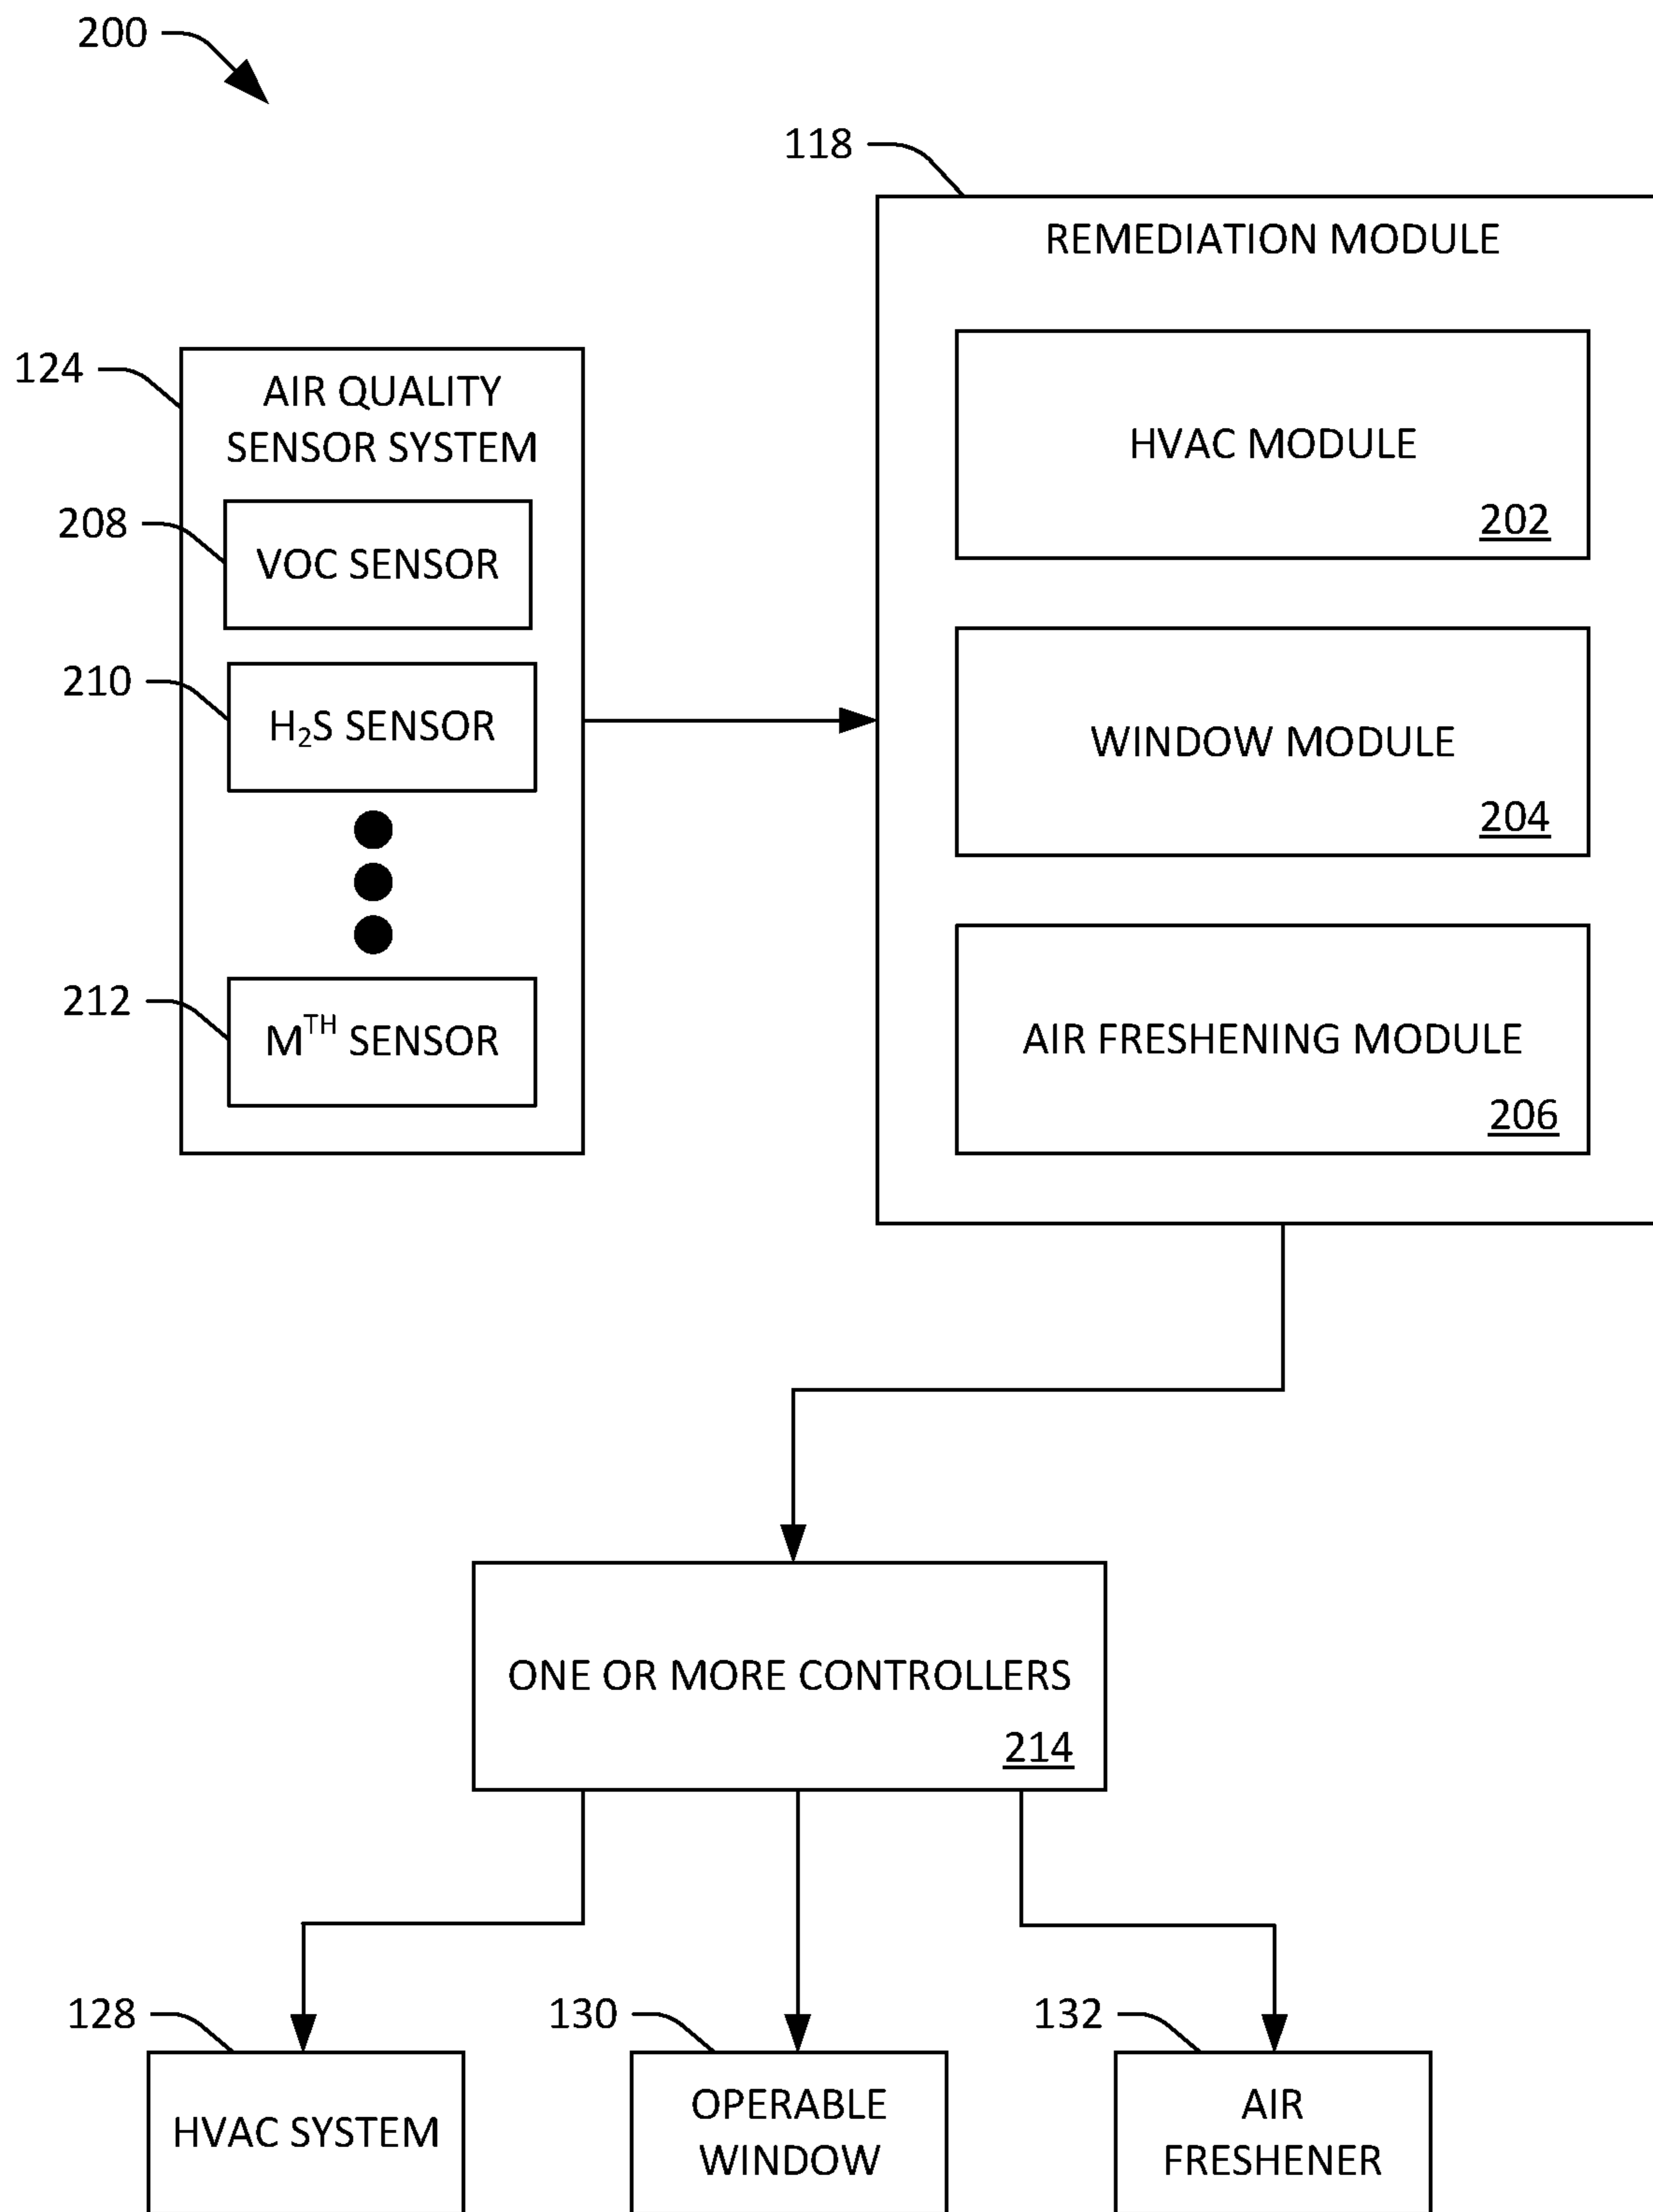 200
118
REMEDIATION MODULE
HVAC MODULE
202
WINDOW MODULE
204
AIR FRESHENING MODULE
206
124
AIR QUALITY
SENSOR SYSTEM
208
VOC SENSOR
210
H₂S SENSOR
212
Mᵀᴴ SENSOR
ONE OR MORE CONTROLLERS
214
128
HVAC SYSTEM
130
OPERABLE
WINDOW
132
AIR
FRESHENER